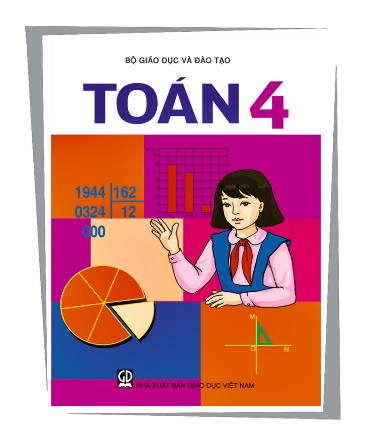 BỘ GIÁO DỤC VÀ ĐÀO TẠO
TOÁN 4
1944 162
0324 12
000
M
O N
NHÀ XUẤT BẢN GIÁO DỤC VIỆT NAM